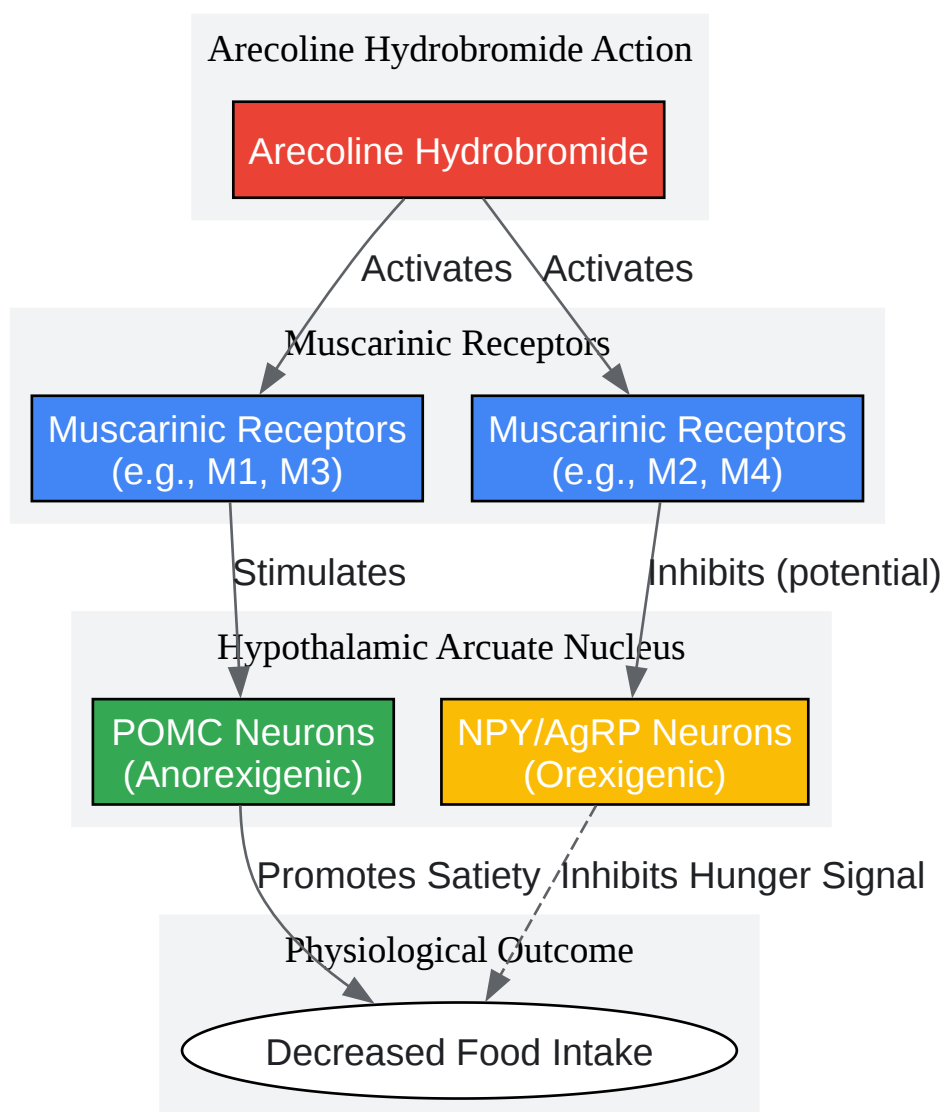 Arecoline Hydrobromide Action
Arecoline Hydrobromide
Activates
Activates
Muscarinic Receptors
Muscarinic Receptors
(e.g., M1, M3)
Muscarinic Receptors
(e.g., M2, M4)
Stimulates
Inhibits (potential)
Hypothalamic Arcuate Nucleus
POMC Neurons
(Anorexigenic)
NPY/AgRP Neurons
(Orexigenic)
Promotes Satiety
Inhibits Hunger Signal
Physiological Outcome
Decreased Food Intake